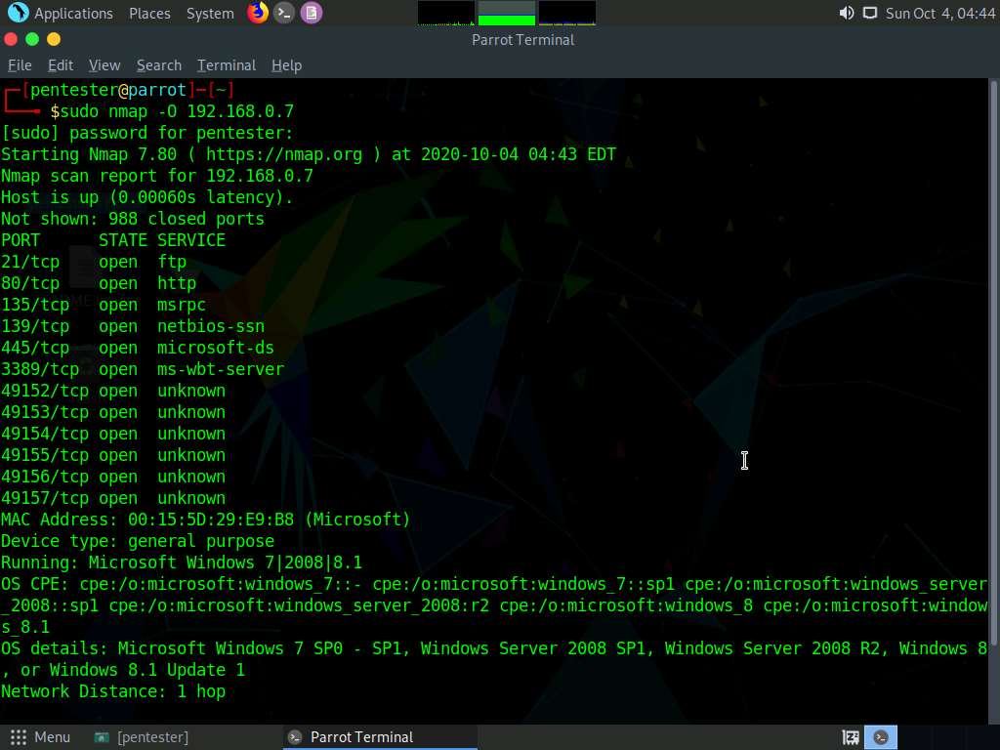 Applications Places System Sun Oct 4, 04:44
Parrot Terminal
File Edit View Search Terminal Help
┌─[pentester@parrot]─[~]
└──╼ $sudo nmap -O 192.168.0.7
[sudo] password for pentester:
Starting Nmap 7.80 ( https://nmap.org ) at 2020-10-04 04:43 EDT
Nmap scan report for 192.168.0.7
Host is up (0.00060s latency).
Not shown: 988 closed ports
PORT      STATE SERVICE
21/tcp    open  ftp
80/tcp    open  http
135/tcp   open  msrpc
139/tcp   open  netbios-ssn
445/tcp   open  microsoft-ds
3389/tcp  open  ms-wbt-server
49152/tcp open  unknown
49153/tcp open  unknown
49154/tcp open  unknown
49155/tcp open  unknown
49156/tcp open  unknown
49157/tcp open  unknown
MAC Address: 00:15:5D:29:E9:B8 (Microsoft)
Device type: general purpose
Running: Microsoft Windows 7|2008|8.1
OS CPE: cpe:/o:microsoft:windows_7::- cpe:/o:microsoft:windows_7::sp1 cpe:/o:microsoft:windows_server
_2008::sp1 cpe:/o:microsoft:windows_server_2008:r2 cpe:/o:microsoft:windows_8 cpe:/o:microsoft:window
s_8.1
OS details: Microsoft Windows 7 SP0 - SP1, Windows Server 2008 SP1, Windows Server 2008 R2, Windows 8
, or Windows 8.1 Update 1
Network Distance: 1 hop
Menu [pentester] Parrot Terminal